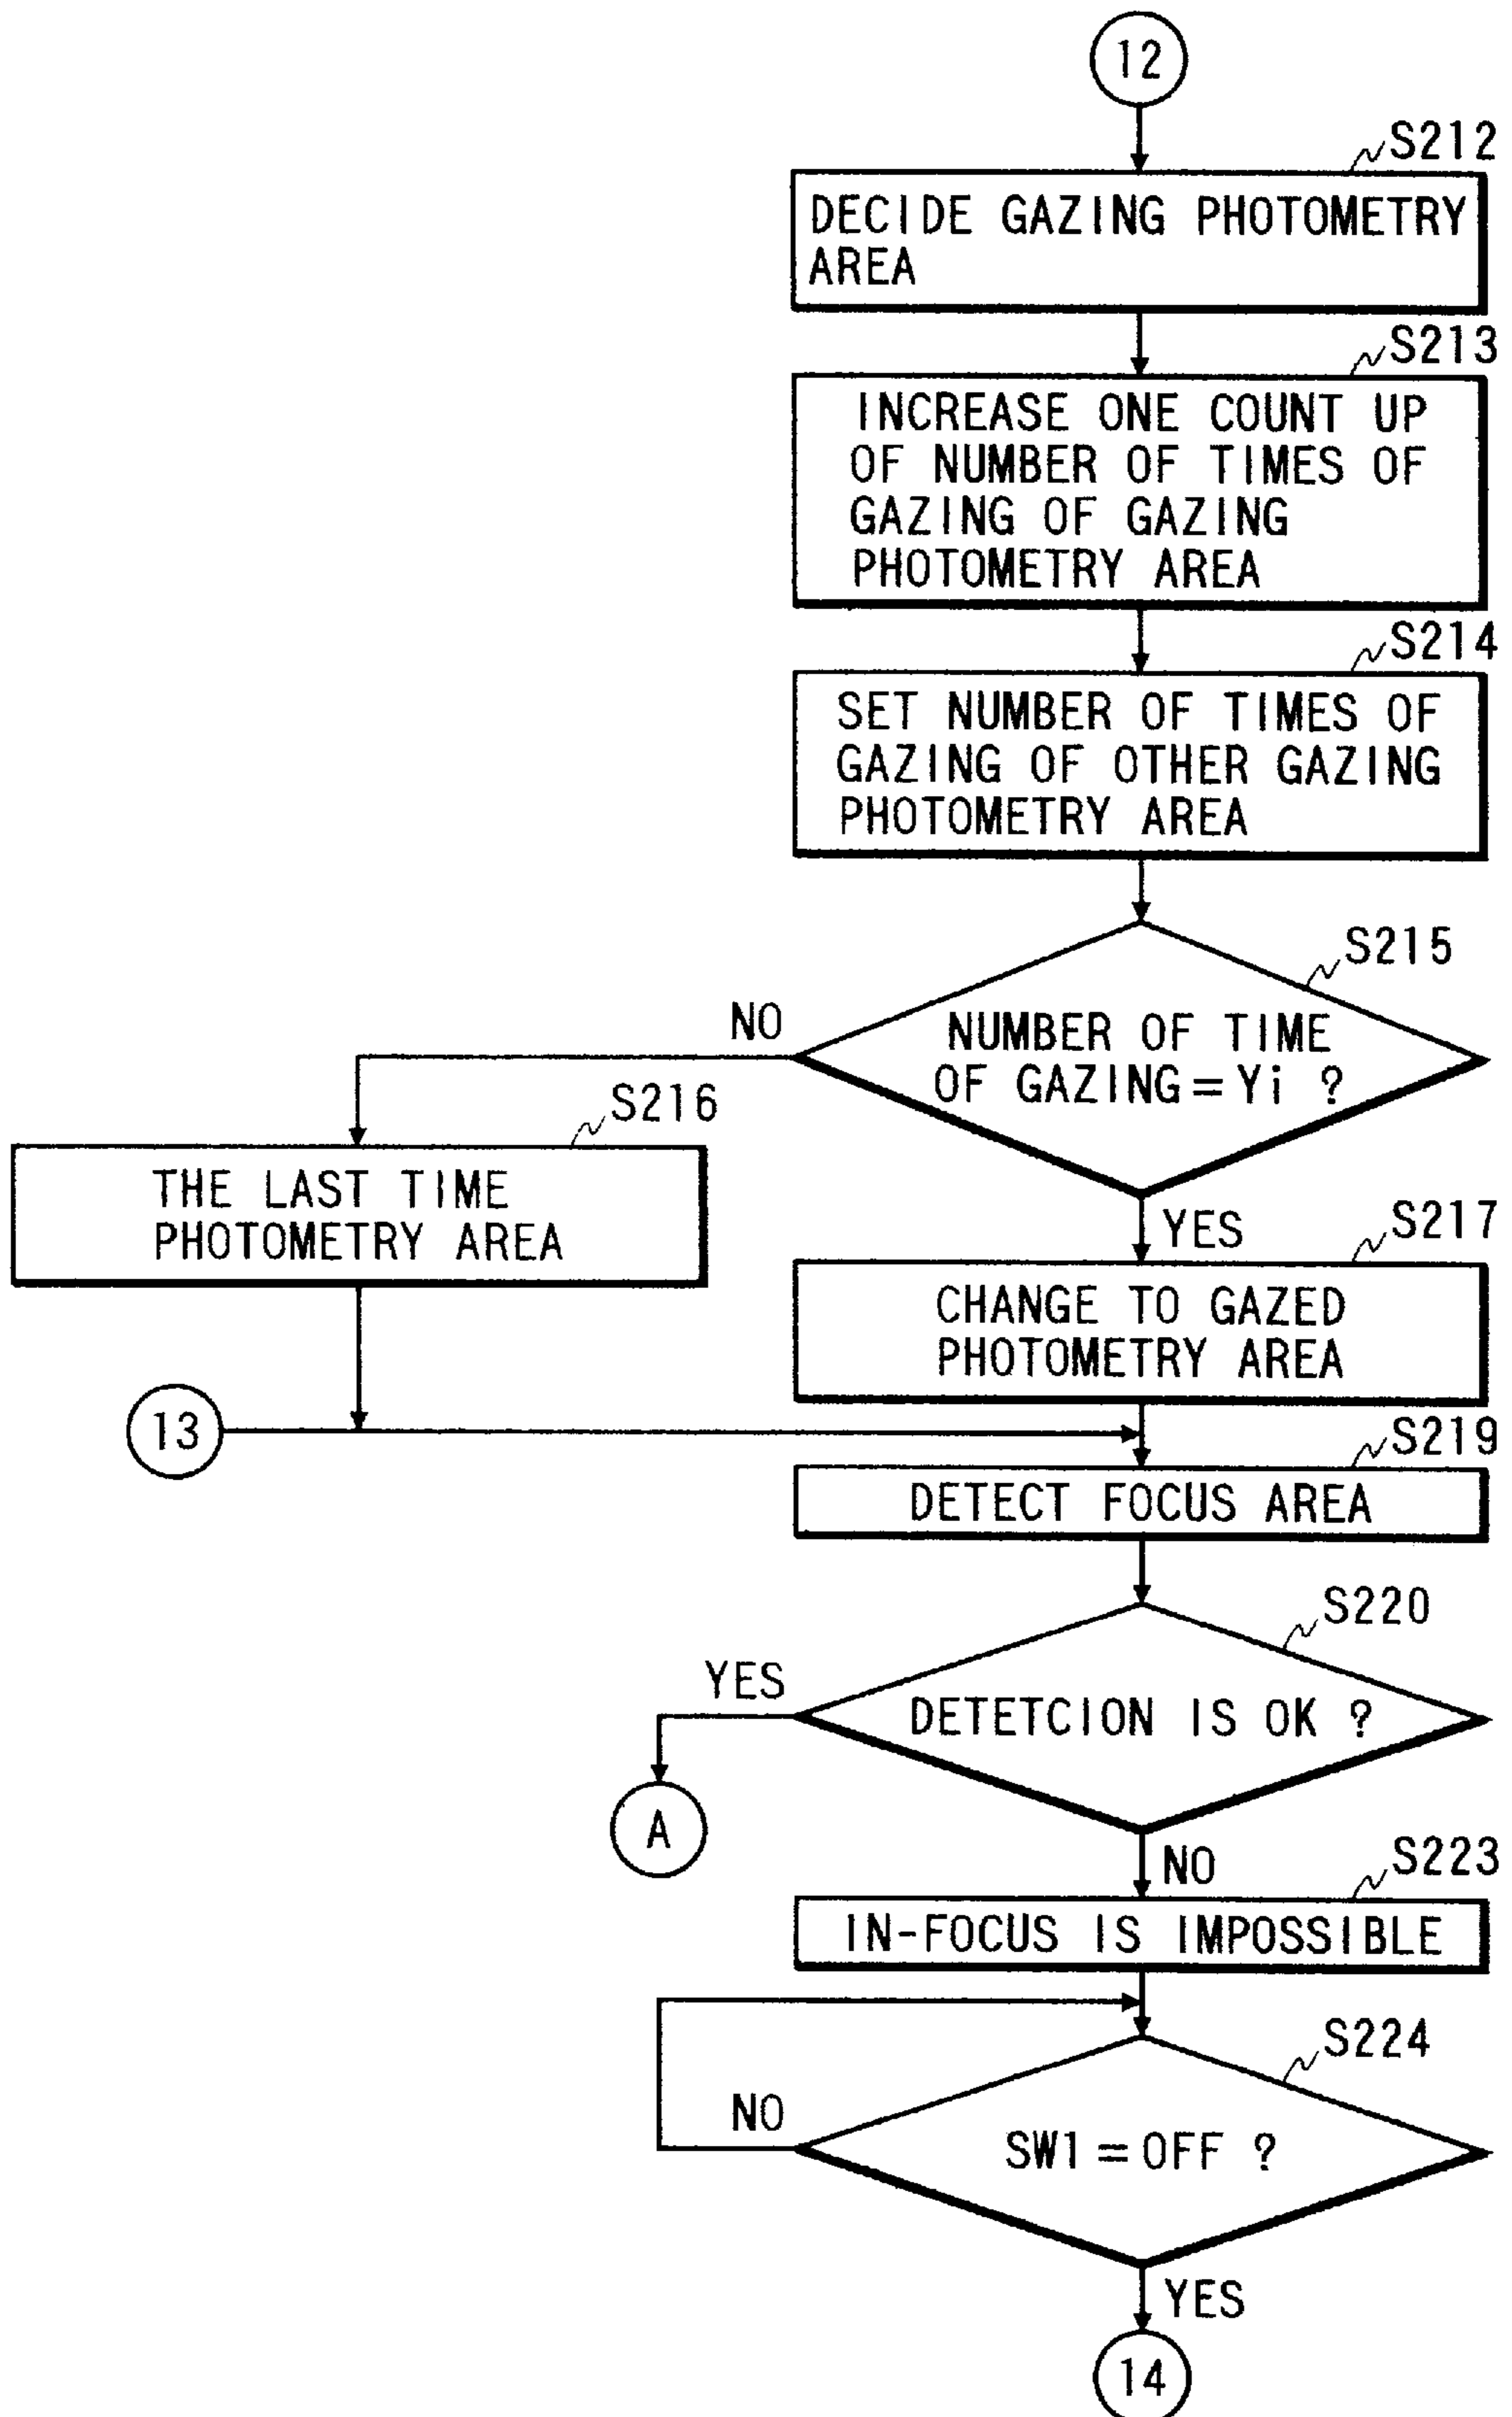 12
S212
DECIDE GAZING PHOTOMETRY
AREA
S213
INCREASE ONE COUNT UP
OF NUMBER OF TIMES OF
GAZING OF GAZING
PHOTOMETRY AREA
S214
SET NUMBER OF TIMES OF
GAZING OF OTHER GAZING
PHOTOMETRY AREA
S215
NO
NUMBER OF TIME
OF GAZING=Yi ?
S216
THE LAST TIME
PHOTOMETRY AREA
YES
S217
CHANGE TO GAZED
PHOTOMETRY AREA
13
S219
DETECT FOCUS AREA
S220
YES
DETETCION IS OK ?
A
NO
S223
IN-FOCUS IS IMPOSSIBLE
S224
NO
SW1=OFF ?
YES
14